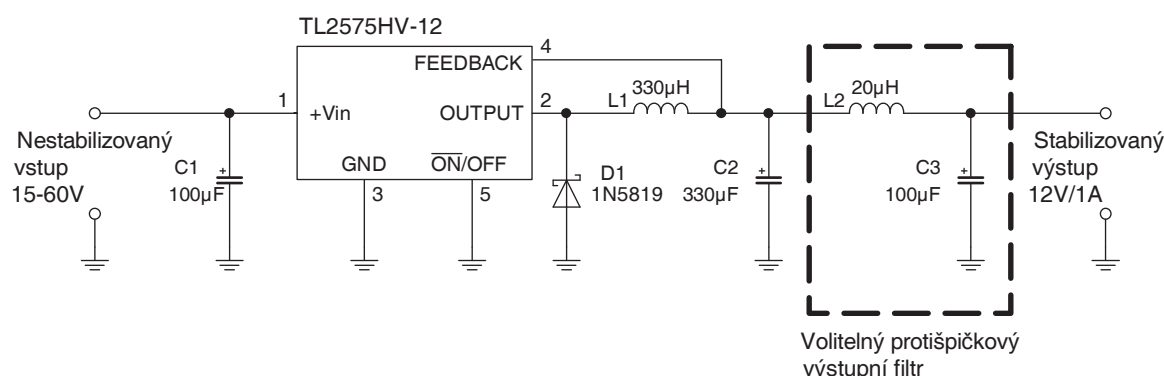 TL2575HV-12
4
FEEDBACK
330µH
20µH
1
+Vin
OUTPUT
2
L1
L2
Nestabilizovaný
vstup
15-60V
C1
100µF
GND
ON/OFF
3
5
D1
1N5819
C2
330µF
C3
100µF
Stabilizovaný
výstup
12V/1A
+
+
+
Volitelný protišpičkový
výstupní filtr